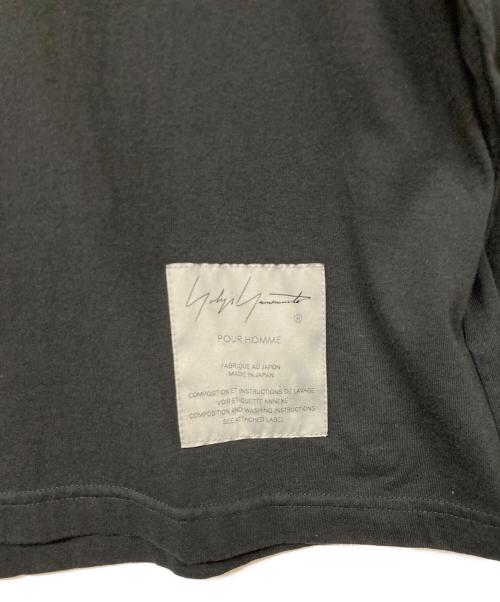 Yohji Yamamoto
®
POUR HOMME
FABRIQUE AU JAPON
MADE IN JAPAN
COMPOSITION ET INSTRUCTIONS DE LAVAGE
VOIR ETIQUETTE ANNEXE
COMPOSITION AND WASHING INSTRUCTIONS
SEE ATTACHED LABEL